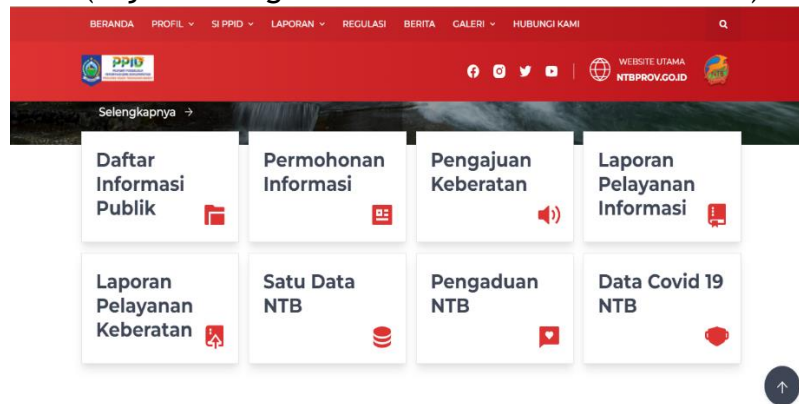 BERANDA PROFIL SI PPID LAPORAN REGULASI BERITA GALERI HUBUNGI KAMI
PPID
WEBSITE UTAMA
NTBPROV.GO.ID
NTB
Selengkapnya →
Daftar
Informasi
Publik
Permohonan
Informasi
Pengajuan
Keberatan
Laporan
Pelayanan
Informasi
Laporan
Pelayanan
Keberatan
Satu Data
NTB
Pengaduan
NTB
Data Covid 19
NTB